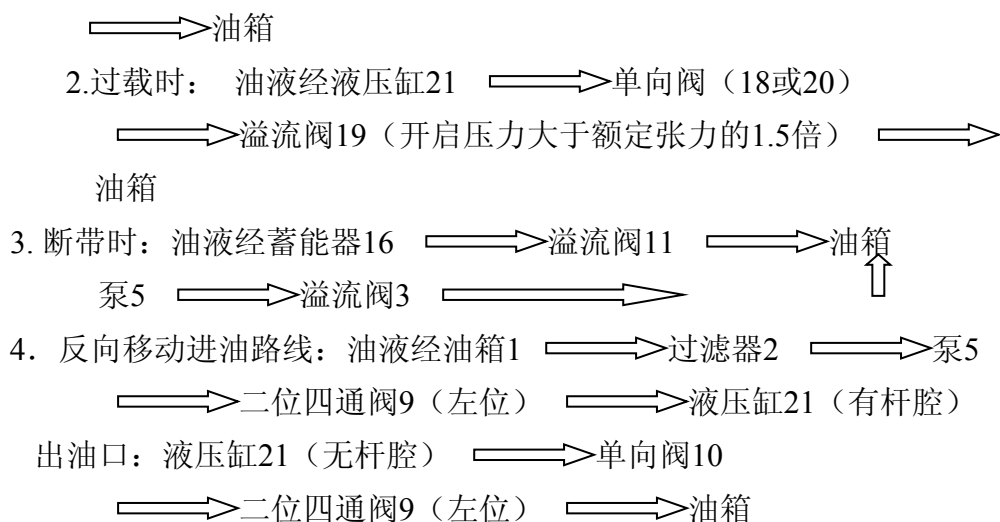 油箱
2.过载时： 油液经液压缸21 单向阀（18或20）
溢流阀19（开启压力大于额定张力的1.5倍）
油箱
3. 断带时：油液经蓄能器16 溢流阀11 油箱
泵5 溢流阀3
4．反向移动进油路线：油液经油箱1 过滤器2 泵5
二位四通阀9（左位） 液压缸21（有杆腔）
出油口：液压缸21（无杆腔） 单向阀10
二位四通阀9（左位） 油箱